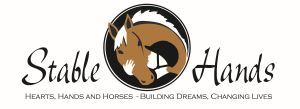 Stable Hands
HEARTS, HANDS AND HORSES - BUILDING DREAMS, CHANGING LIVES